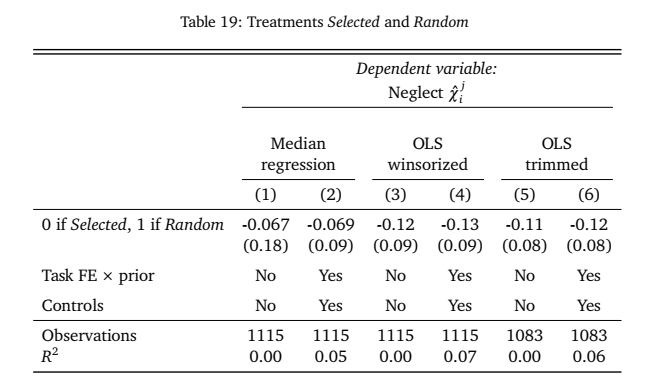 Table 19: Treatments Selected and Random
Dependent variable:
Neglect χ̂ᵢʲ
Median OLS OLS
regression winsorized trimmed
(1) (2) (3) (4) (5) (6)
0 if Selected, 1 if Random -0.067 -0.069 -0.12 -0.13 -0.11 -0.12
(0.18) (0.09) (0.09) (0.09) (0.08) (0.08)
Task FE × prior No Yes No Yes No Yes
Controls No Yes No Yes No Yes
Observations 1115 1115 1115 1115 1083 1083
R² 0.00 0.05 0.00 0.07 0.00 0.06